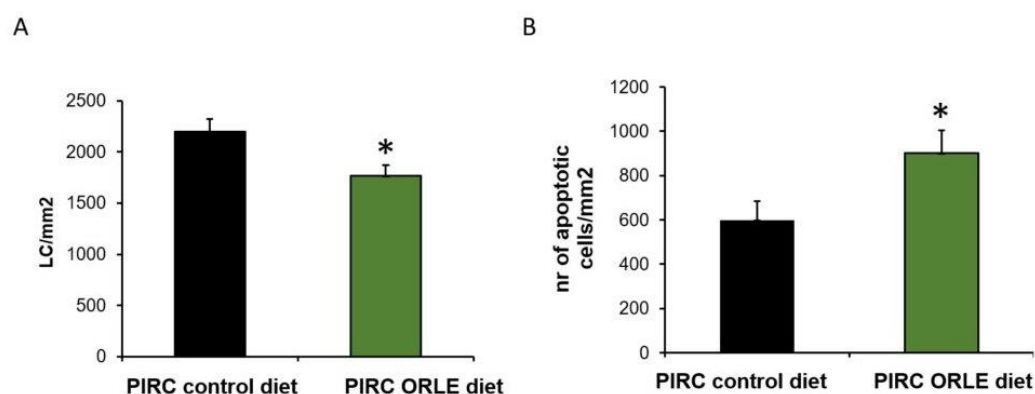 A
LC/mm2
2500
2000
1500
1000
500
0
*
PIRC control diet
PIRC ORLE diet
B
nr of apoptotic
cells/mm2
1200
1000
800
600
400
200
0
*
PIRC control diet
PIRC ORLE diet